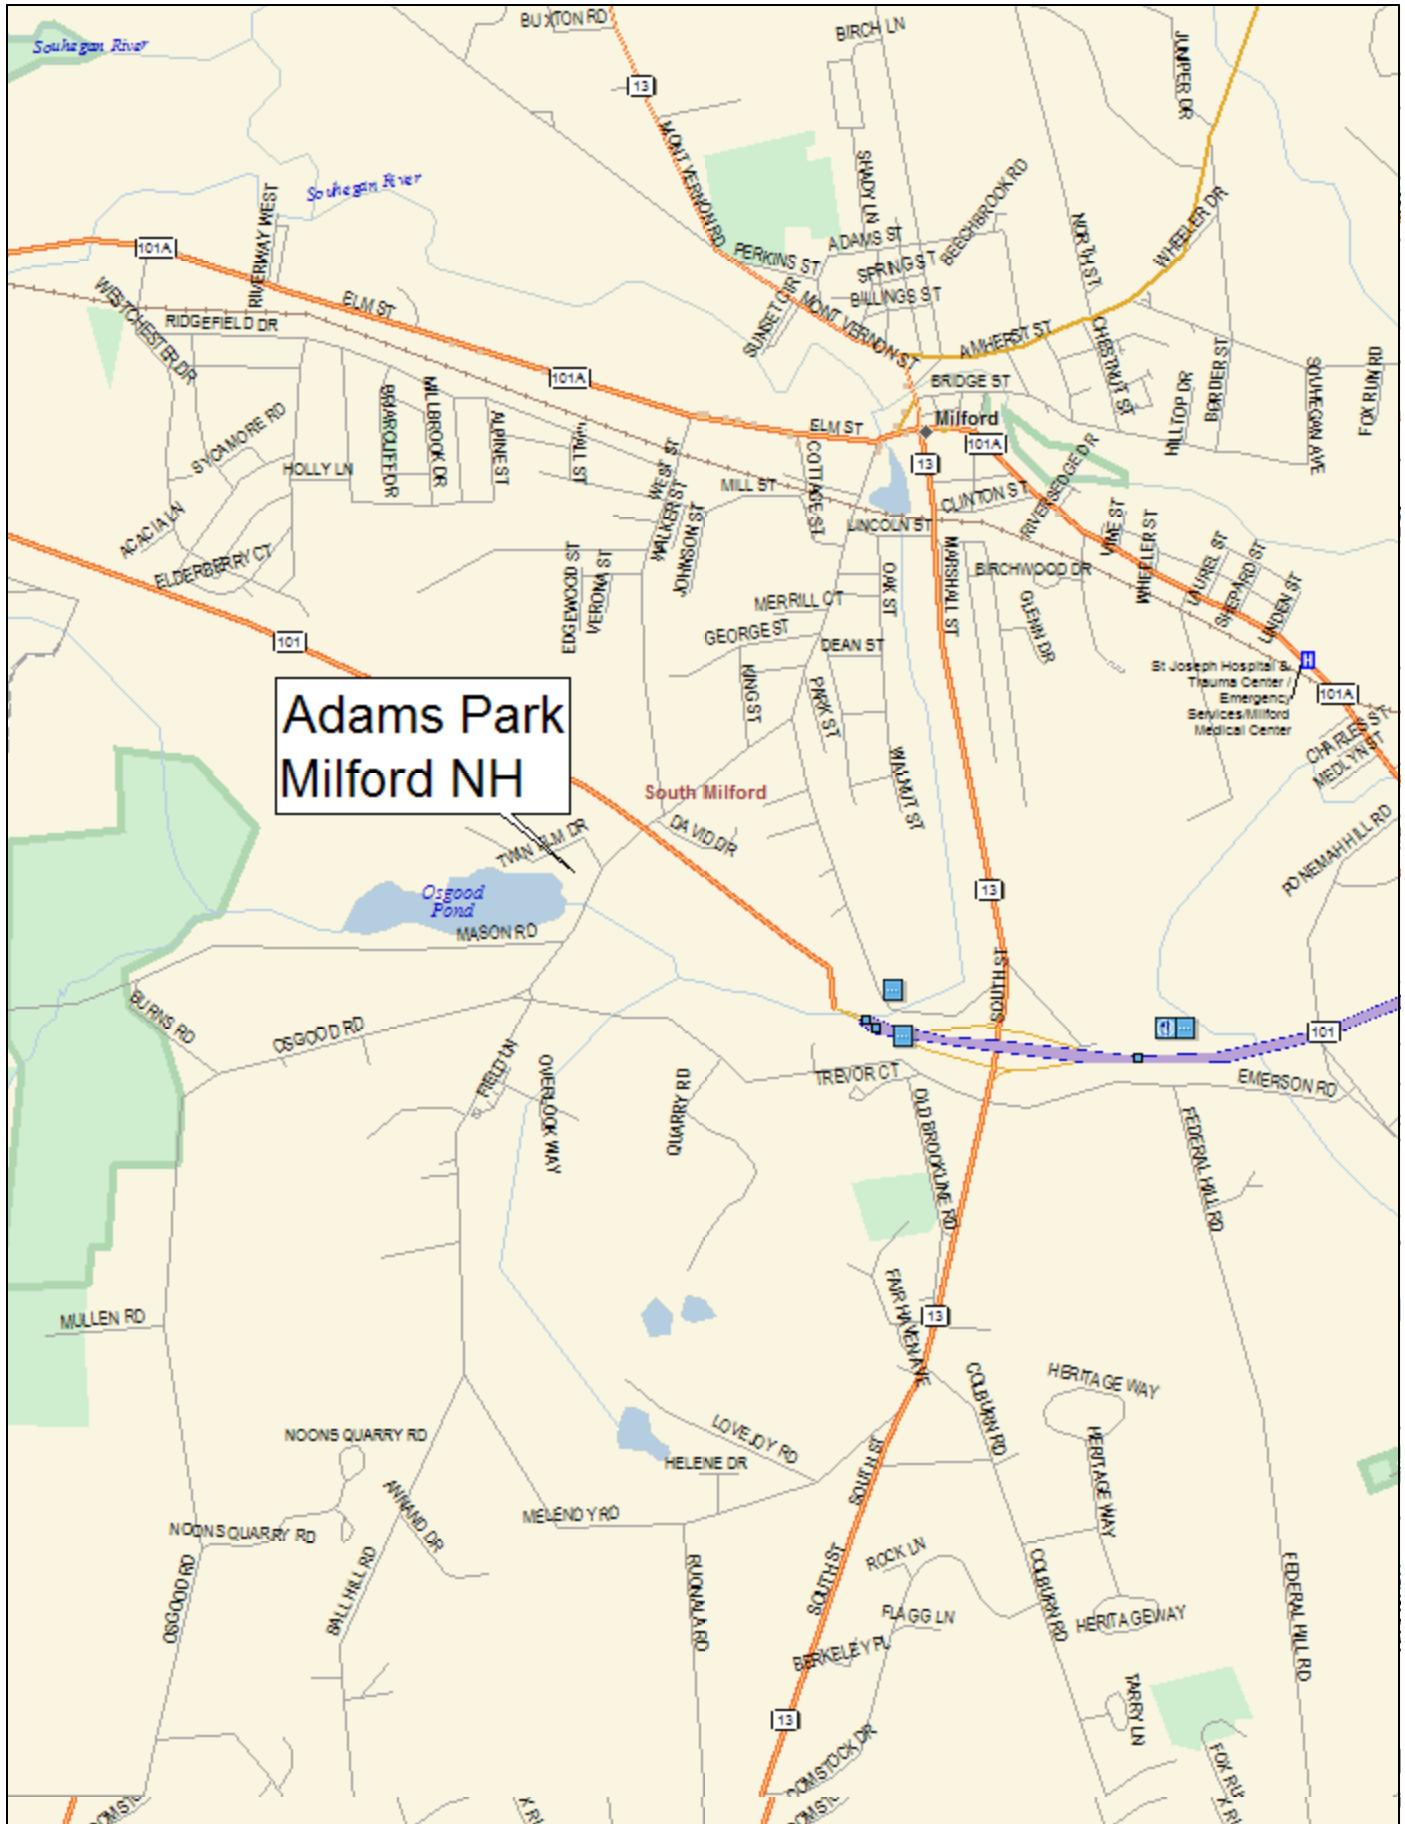 BUXTON RD
BIRCH LN
JUNIPER DR
Souhegan River
13
MONT VERNON RD
SHADY LN
BEECHBROOK RD
Souhegan River
RIVERWAY WEST
NORTH ST
WHEELER DR
101A
ADAMS ST
PERKINS ST
SPRING ST
BILLINGS ST
WESTCHESTER DR
ELM ST
SUNSET CIR
MONT VERNON ST
RIDGEFIELD DR
AMHERST ST
CHESTNUT ST
BORDER ST
SOUHEGAN AVE
FOX RUN RD
101A
BRIDGE ST
HILLTOP DR
BRIARCLIFF DR
MILLBROOK DR
ALPINE ST
SYCAMORE RD
ELM ST
Milford
101A
13
HOLLY LN
WEST ST
COTTAGE ST
MILL ST
CLINTON ST
RIVERSEDGE DR
ACACIA LN
WALKER ST
JOHNSON ST
LINCOLN ST
VINE ST
WHEELER ST
LAUREL ST
SHEPARD ST
LINDEN ST
ELDERBERRY CT
EDGEWOOD ST
VERONA ST
OAK ST
MARSHALL ST
BIRCHWOOD DR
GLENN DR
MERRILL CT
101
GEORGE ST
DEAN ST
H
St Joseph Hospital &
Trauma Center /
Emergency
Services/Milford
Medical Center
101A
KING ST
PARK ST
CHARLES ST
MEDLYN ST
Adams Park
Milford NH
South Milford
WALNUT ST
DAVID DR
TWIN ELM DR
PONEMAH HILL RD
Osgood
Pond
13
MASON RD
SOUTH ST
BURNS RD
OSGOOD RD
101
FIELD LN
OVERLOOK WAY
QUARRY RD
TREVOR CT
EMERSON RD
OLD BROOKLINE RD
FEDERAL HILL RD
MULLEN RD
FAIRHAVEN AVE
13
COLBURN RD
HERITAGE WAY
NOONS QUARRY RD
LOVEJOY RD
HERITAGE WAY
HELENE DR
SOUTH ST
ANNAND DR
MELENDY RD
NOONS QUARRY RD
OSGOOD RD
BALL HILL RD
RUONALA RD
SOUTH ST
ROCK LN
COLBURN RD
FEDERAL HILL RD
FLAGG LN
HERITAGE WAY
BERKELEY PL
TARRY LN
13
OMSTOCK DR
FOX RU
OMST
X RU
OMST
X RU